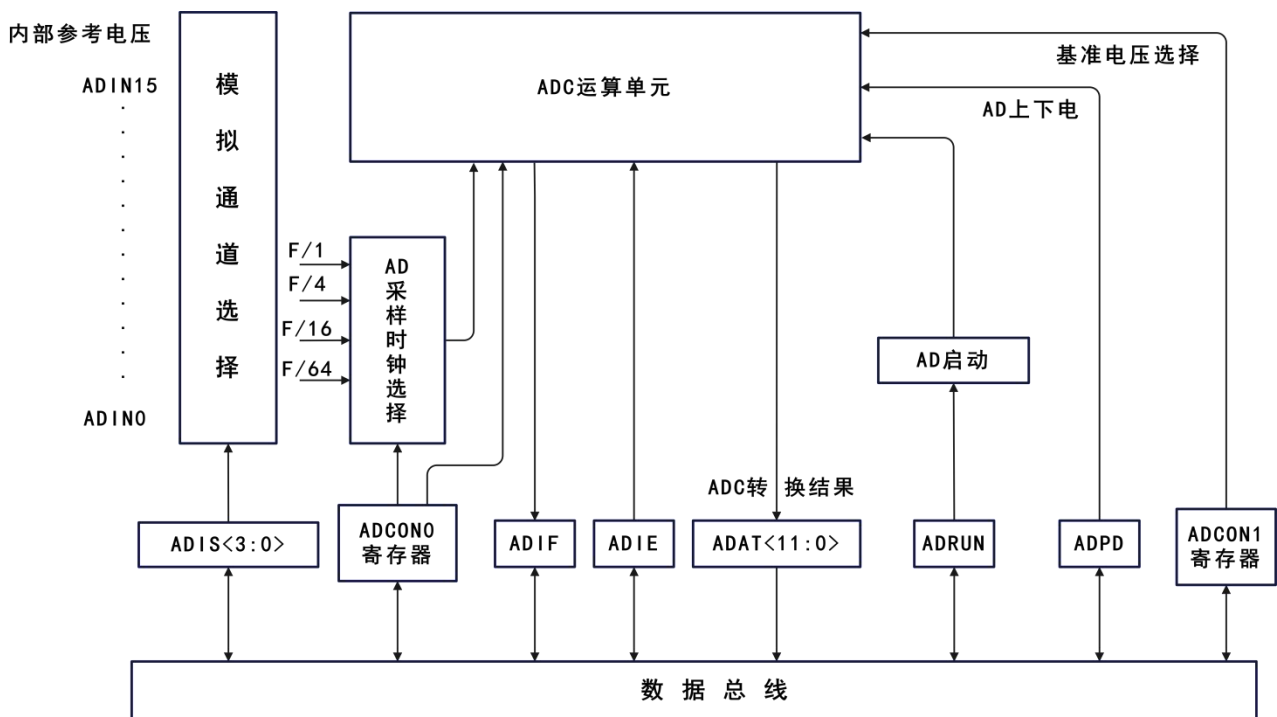 内部参考电压
ADIN15
ADIN0
模拟通道选择
F/1
F/4
F/16
F/64
AD采样时钟选择
ADC运算单元
基准电压选择
AD上下电
AD启动
ADC转换结果
ADIS<3:0>
ADCON0
寄存器
ADIF
ADIE
ADAT<11:0>
ADRUN
ADPD
ADCON1
寄存器
数据总线